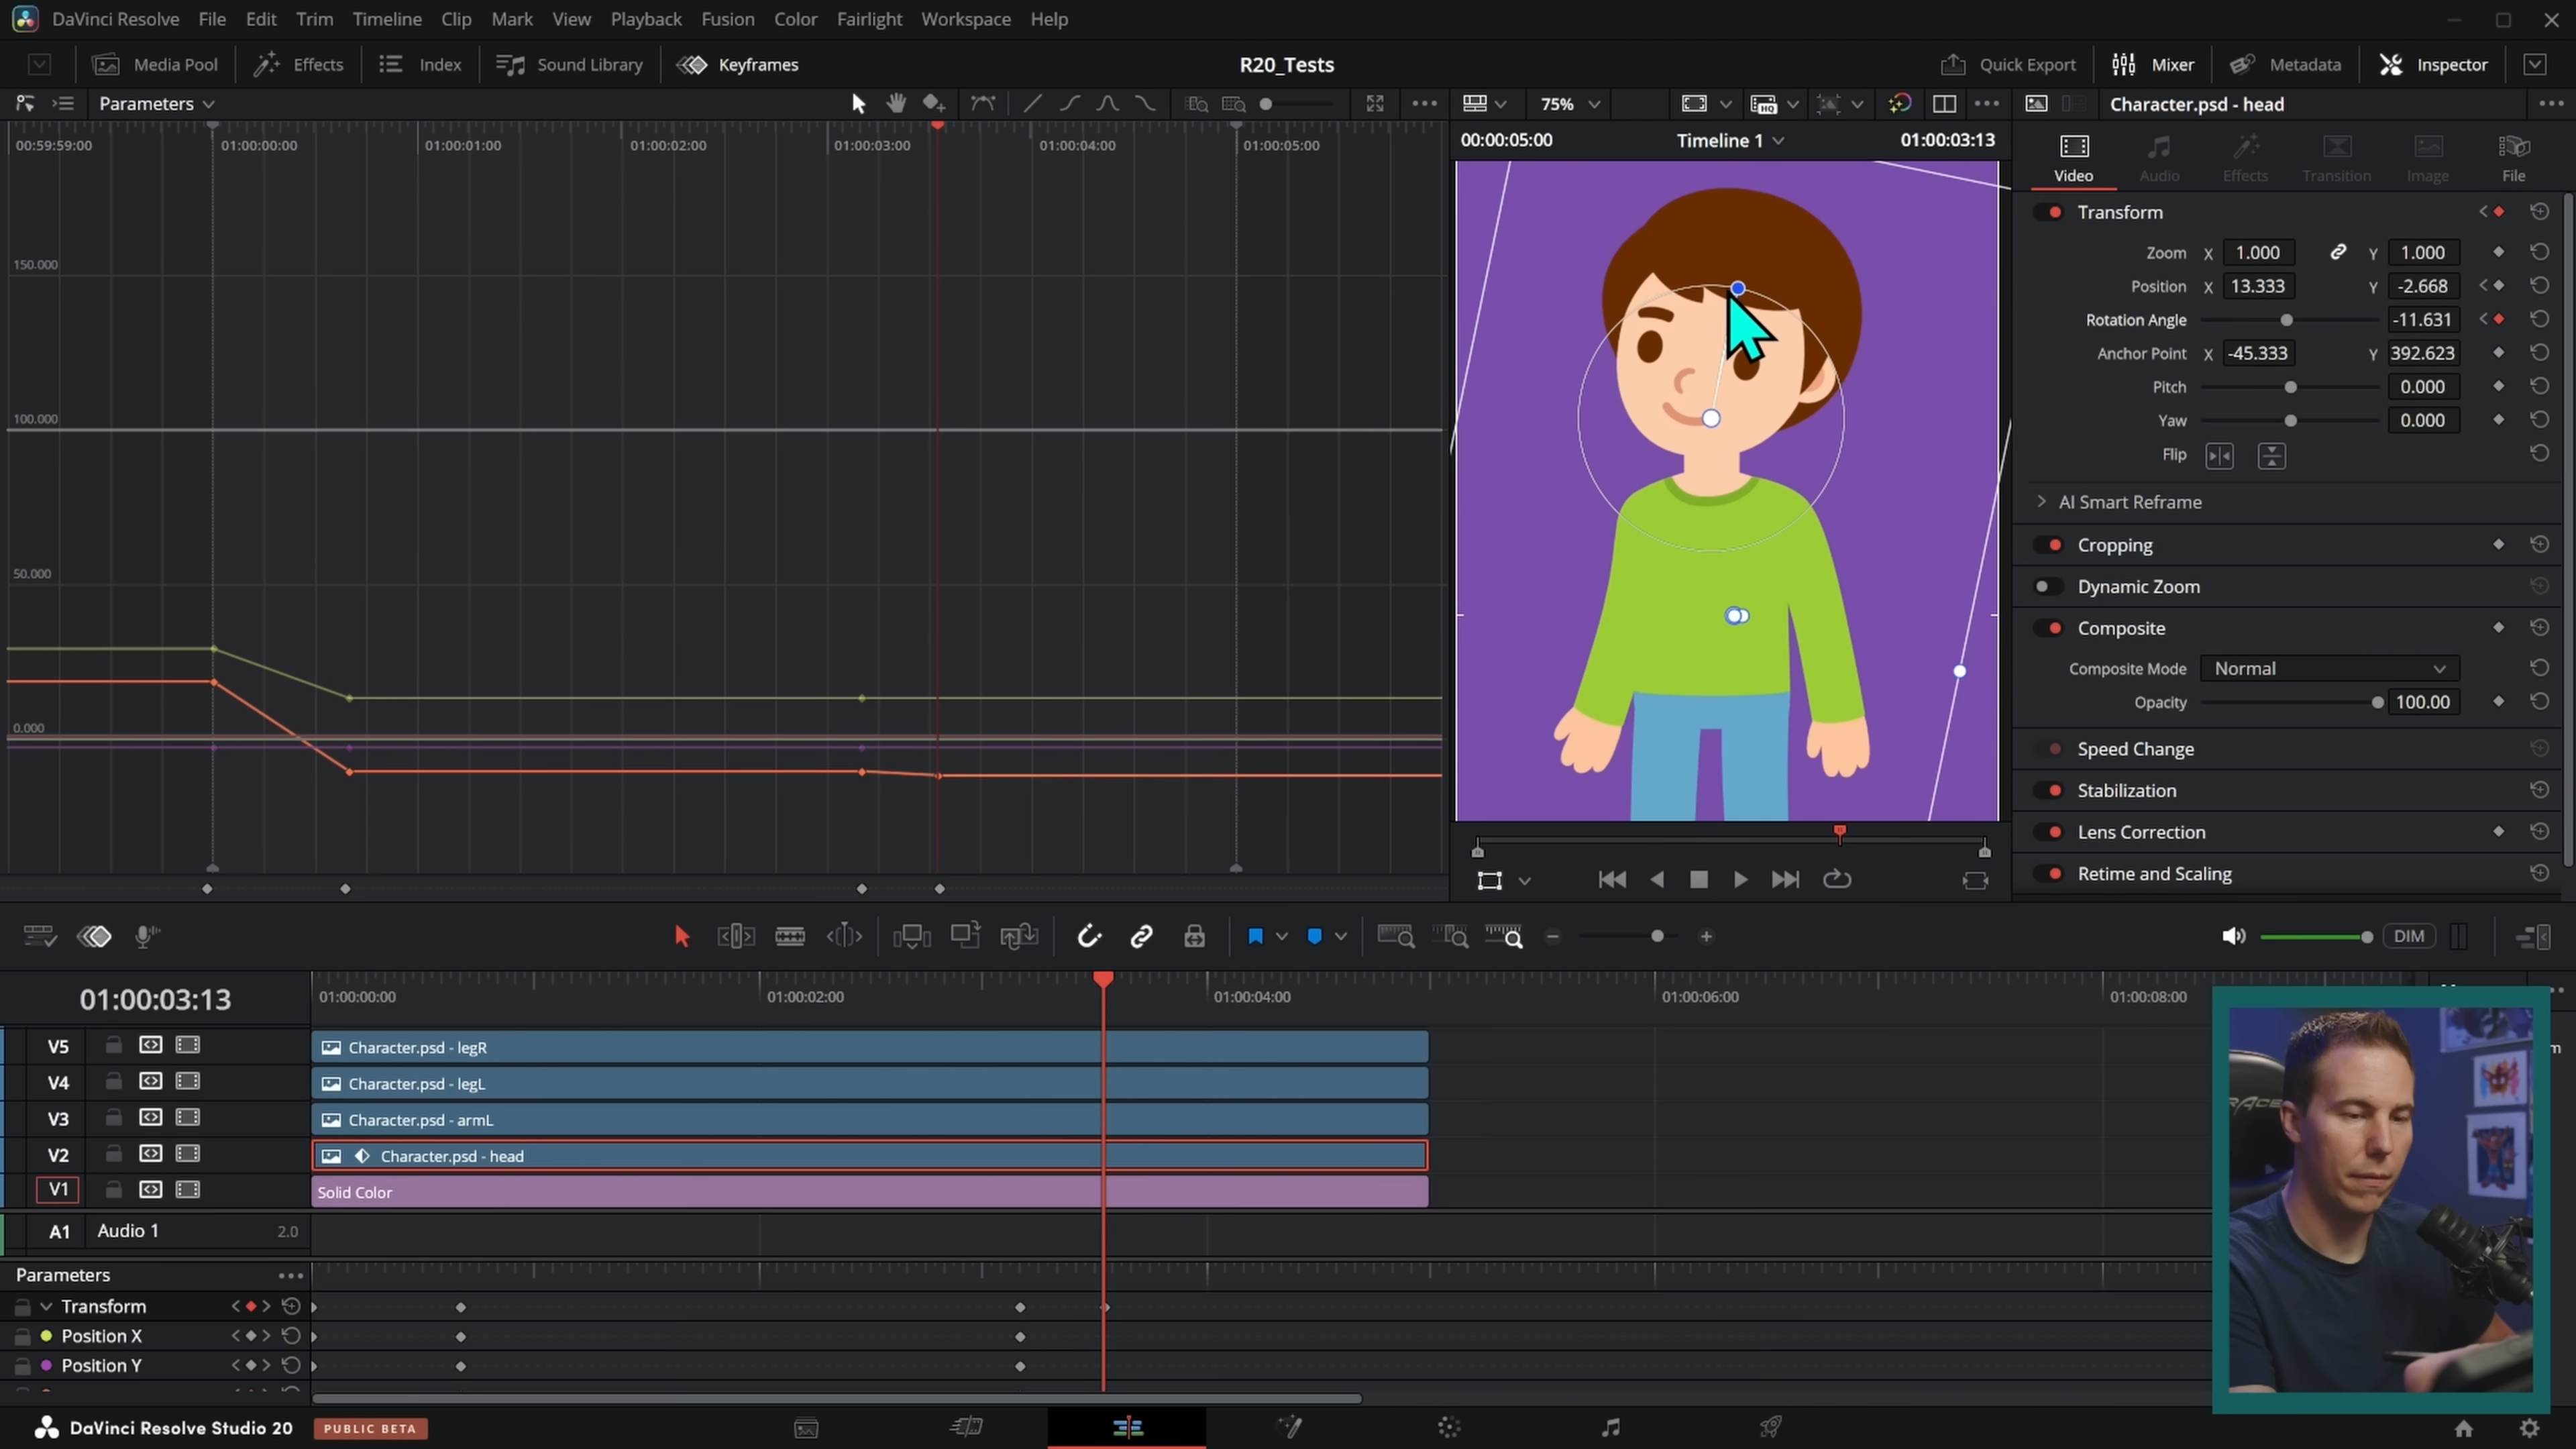 DaVinci Resolve File Edit Trim Timeline Clip Mark View Playback Fusion Color Fairlight Workspace Help
Media Pool Effects Index Sound Library Keyframes R20_Tests Quick Export Mixer Metadata Inspector
Parameters 75% Character.psd - head
00:59:59:00 01:00:00:00 01:00:01:00 01:00:02:00 01:00:03:00 01:00:04:00 01:00:05:00
00:00:05:00 Timeline 1 01:00:03:13
Video Audio Effects Transition Image File
150.000
100.000
50.000
0.000
Transform
Zoom X 1.000 Y 1.000
Position X 13.333 Y -2.668
Rotation Angle -11.631
Anchor Point X -45.333 Y 392.623
Pitch 0.000
Yaw 0.000
Flip
AI Smart Reframe
Cropping
Dynamic Zoom
Composite
Composite Mode Normal
Opacity 100.00
Speed Change
Stabilization
Lens Correction
Retime and Scaling
DIM
01:00:03:13 01:00:00:00 01:00:02:00 01:00:04:00 01:00:06:00 01:00:08:00
V5 Character.psd - legR
V4 Character.psd - legL
V3 Character.psd - armL
V2 Character.psd - head
V1 Solid Color
A1 Audio 1 2.0
Parameters
Transform
Position X
Position Y
DaVinci Resolve Studio 20 PUBLIC BETA